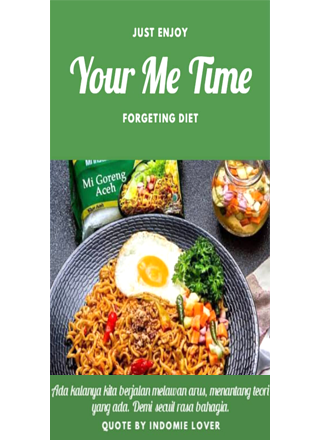 JUST ENJOY
Your Me Time
FORGETING DIET
Mi Goreng
Aceh
Ada kalanya kita berjalan melawan arus, menantang teori
yang ada. Demi secuil rasa bahagia.
QUOTE BY INDOMIE LOVER